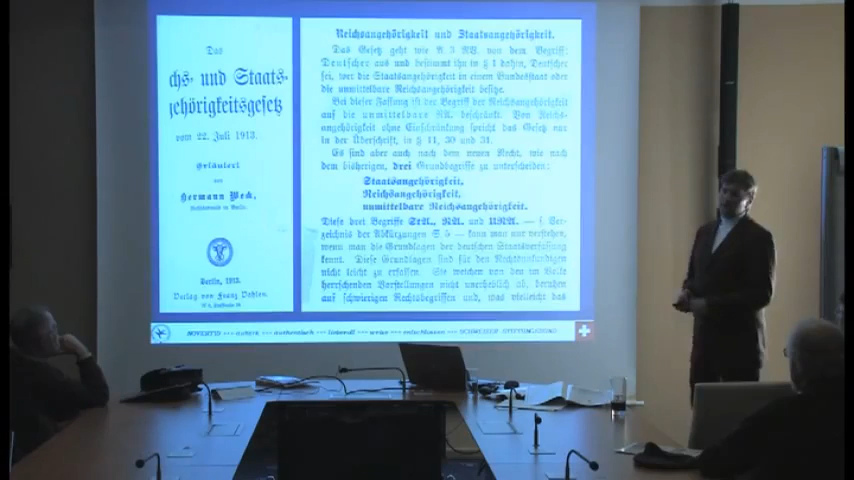 Das
chs- und Staats-
gehörigkeitsgesetz
vom 22. Juli 1913.
Erläutert
von
Hermann Weck,
Berlin, 1913.
Verlag von Franz Vahlen.
Reichsangehörigkeit und Staatsangehörigkeit.
Das Gesetz geht wie A 3 RV. von dem Begriff:
Deutscher aus und bestimmt ihn in § 1 dahin, Deutscher
sei, wer die Staatsangehörigkeit in einem Bundesstaat oder
die unmittelbare Reichsangehörigkeit besitze.
Bei dieser Fassung ist der Begriff der Reichsangehörigkeit
auf die unmittelbare RA. beschränkt. Von Reichs-
angehörigkeit ohne Einschränkung spricht das Gesetz nur
in der Überschrift, in § 11, 30 und 31.
Es sind aber auch nach dem neuen Recht, wie nach
dem bisherigen, drei Grundbegriffe zu unterscheiden:
Staatsangehörigkeit,
Reichsangehörigkeit,
unmittelbare Reichsangehörigkeit.
Diese drei Begriffe StA., RA. und URA. — s. Ver-
zeichnis der Abkürzungen S. 5 — kann man nur verstehen,
wenn man die Grundlagen der deutschen Staatsverfassung
kennt. Diese Grundlagen sind für den Rechtsunkundigen
nicht leicht zu erfassen. Sie weichen von den im Volke
herrschenden Vorstellungen nicht unerheblich ab, beruhen
auf schwierigen Rechtsbegriffen und, was vielleicht das